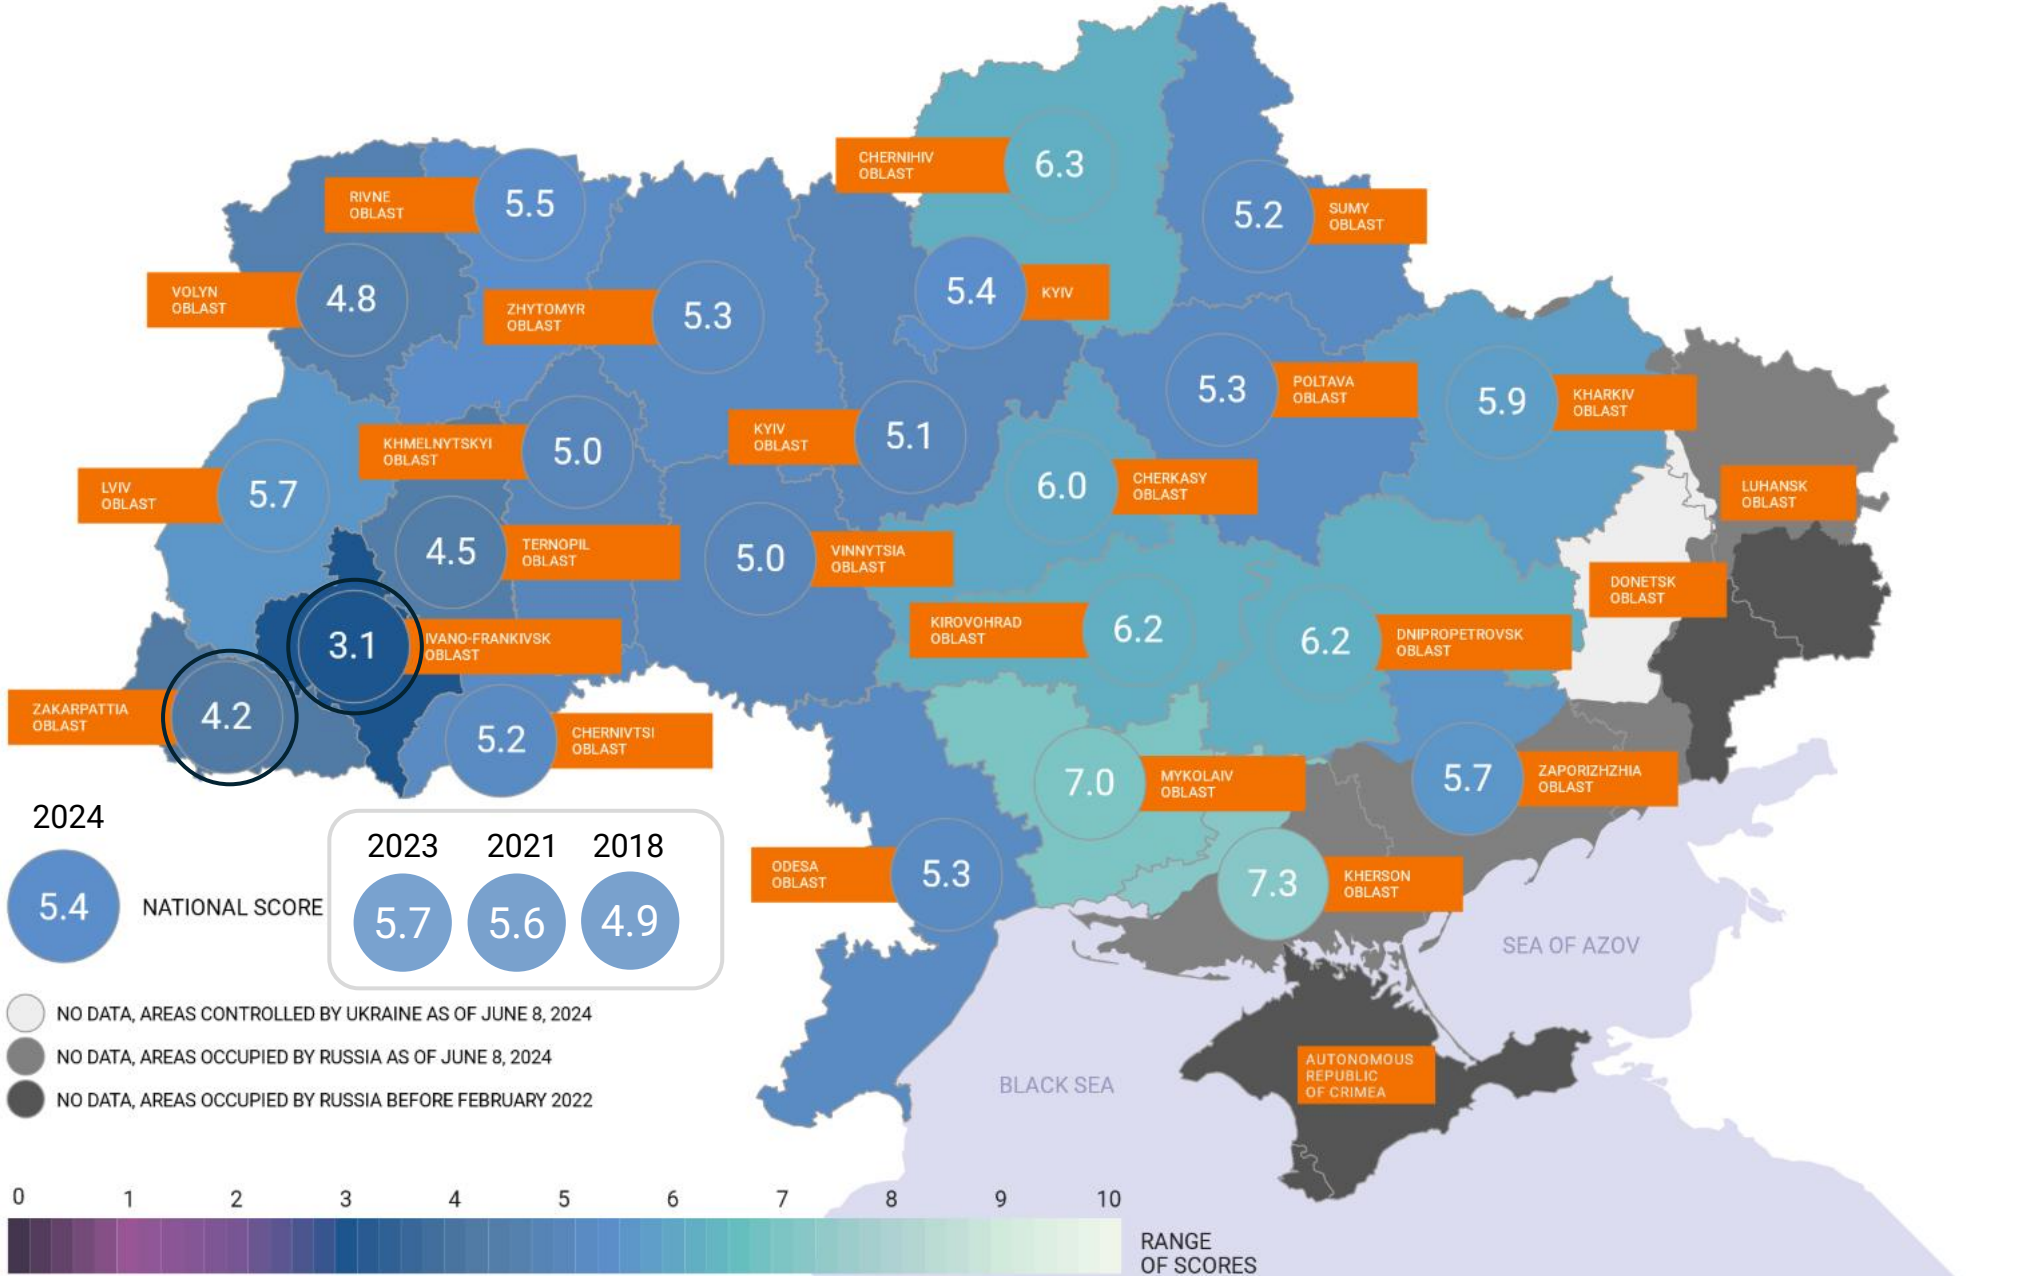 CHERNIHIV
OBLAST
6.3
RIVNE
OBLAST
5.5
5.2
SUMY
OBLAST
VOLYN
OBLAST
4.8
ZHYTOMYR
OBLAST
5.3
5.4
KYIV
5.3
POLTAVA
OBLAST
5.9
KHARKIV
OBLAST
KHMELNYTSKYI
OBLAST
5.0
KYIV
OBLAST
5.1
LVIV
OBLAST
5.7
6.0
CHERKASY
OBLAST
LUHANSK
OBLAST
4.5
TERNOPIL
OBLAST
5.0
VINNYTSIA
OBLAST
DONETSK
OBLAST
3.1
IVANO-FRANKIVSK
OBLAST
KIROVOHRAD
OBLAST
6.2
6.2
DNIPROPETROVSK
OBLAST
ZAKARPATTIA
OBLAST
4.2
5.2
CHERNIVTSI
OBLAST
7.0
MYKOLAIV
OBLAST
5.7
ZAPORIZHZHIA
OBLAST
ODESA
OBLAST
5.3
7.3
KHERSON
OBLAST
2024
5.4
NATIONAL SCORE
2023 2021 2018
5.7 5.6 4.9
SEA OF AZOV
NO DATA, AREAS CONTROLLED BY UKRAINE AS OF JUNE 8, 2024
NO DATA, AREAS OCCUPIED BY RUSSIA AS OF JUNE 8, 2024
NO DATA, AREAS OCCUPIED BY RUSSIA BEFORE FEBRUARY 2022
BLACK SEA
AUTONOMOUS
REPUBLIC
OF CRIMEA
0 1 2 3 4 5 6 7 8 9 10
RANGE
OF SCORES